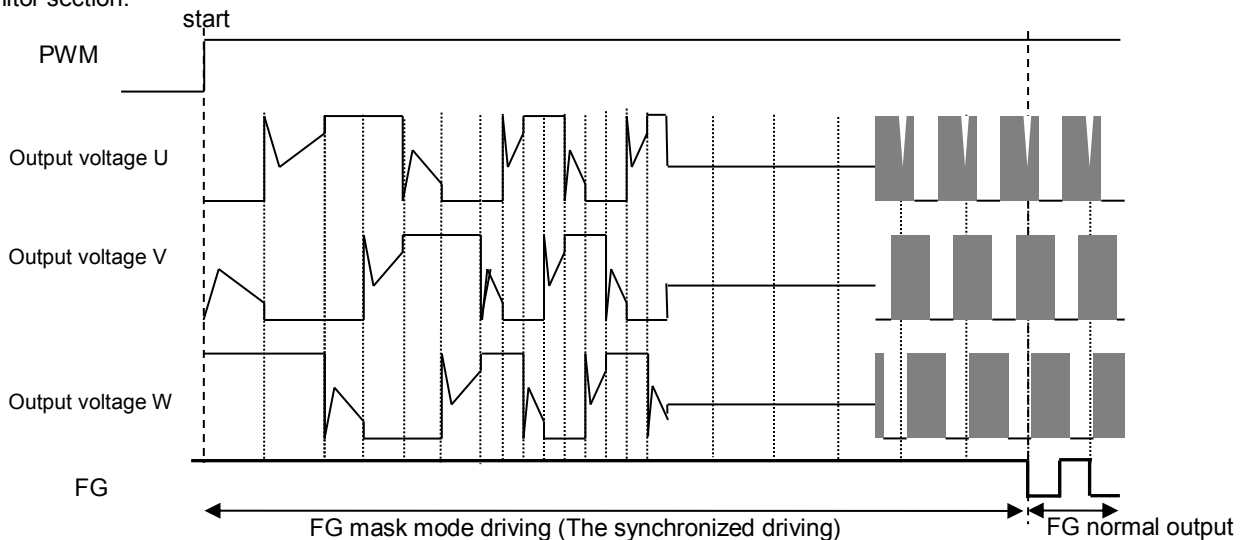 start
PWM
Output voltage U
Output voltage V
Output voltage W
FG
FG mask mode driving (The synchronized driving)
FG normal output